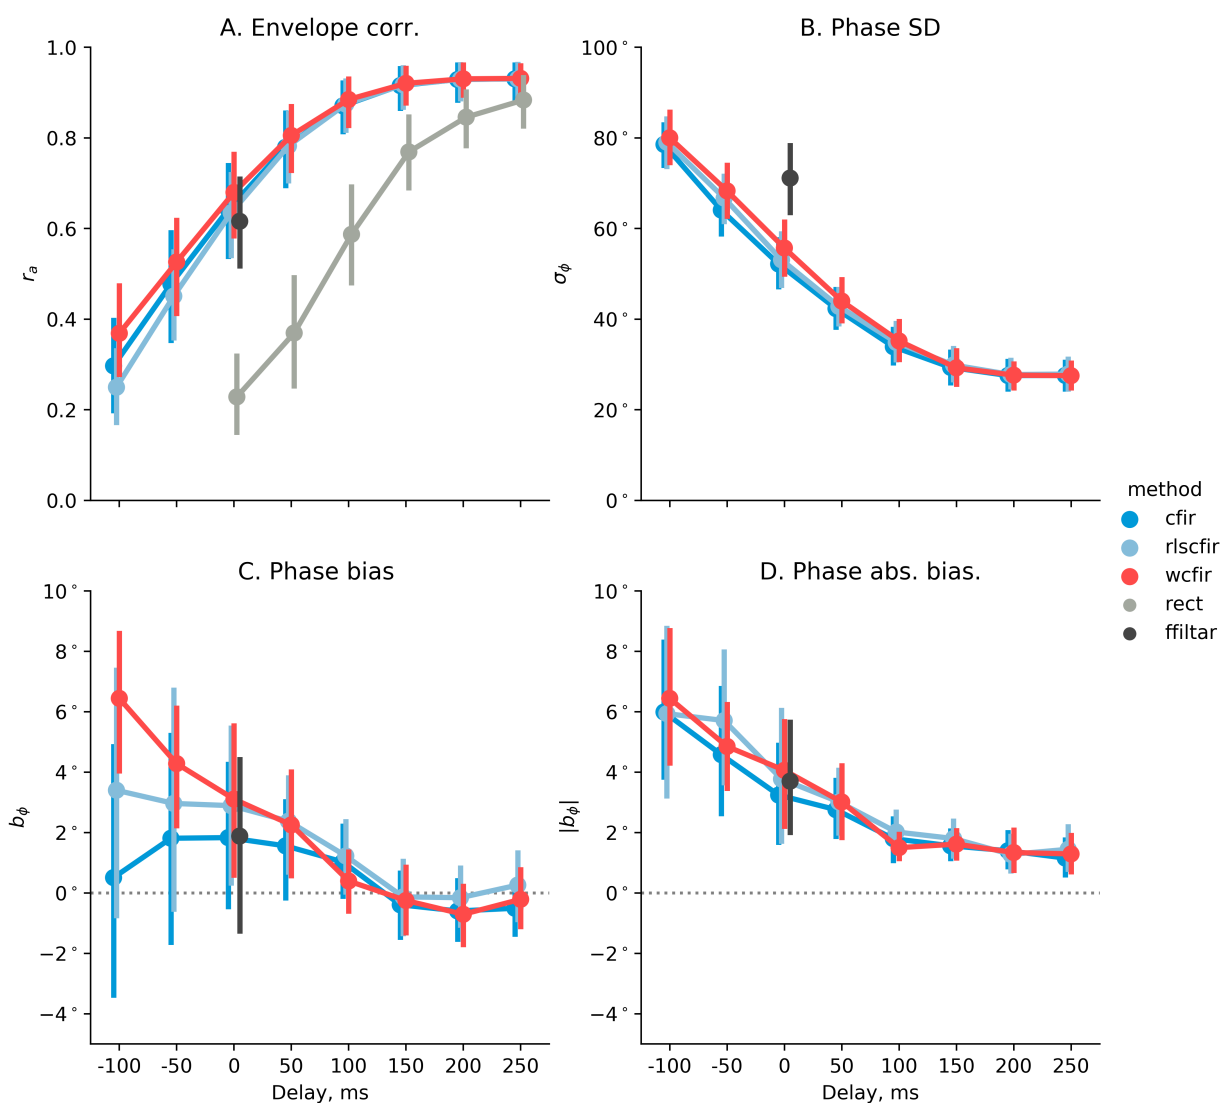 A. Envelope corr.
1.0
0.8
0.6
0.4
0.2
0.0
r_a
B. Phase SD
100°
80°
60°
40°
20°
0°
σ_ϕ
C. Phase bias
10°
8°
6°
4°
2°
0°
−2°
−4°
b_ϕ
-100 -50 0 50 100 150 200 250
Delay, ms
D. Phase abs. bias.
10°
8°
6°
4°
2°
0°
−2°
−4°
|b_ϕ|
-100 -50 0 50 100 150 200 250
Delay, ms
method
cfir
rlscfir
wcfir
rect
ffiltar